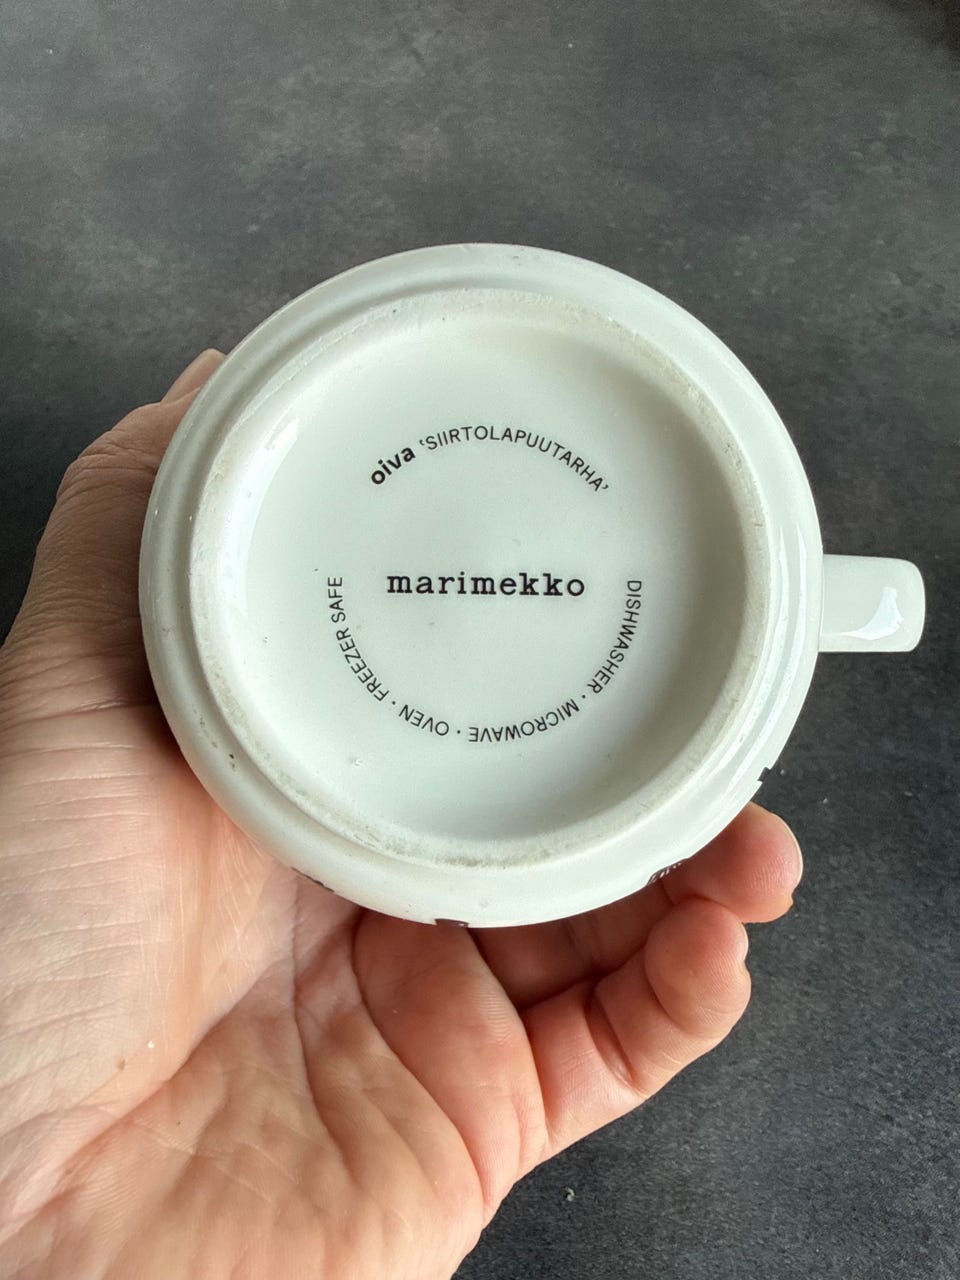 oiva ‘SIIRTOLAPUUTARHA’
marimekko
DISHWASHER · MICROWAVE · OVEN · FREEZER SAFE